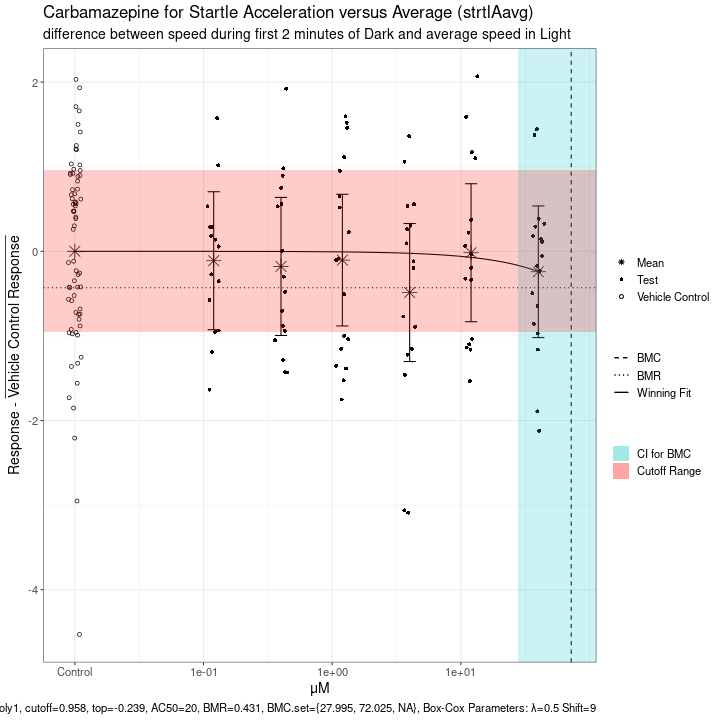 Carbamazepine for Startle Acceleration versus Average (strtlAavg)
difference between speed during first 2 minutes of Dark and average speed in Light
Response - Vehicle Control Response
2
0
-2
-4
Control
1e-01
1e+00
1e+01
μM
Mean
Test
Vehicle Control
BMC
BMR
Winning Fit
CI for BMC
Cutoff Range
oly1, cutoff=0.958, top=-0.239, AC50=20, BMR=0.431, BMC.set={27.995, 72.025, NA}, Box-Cox Parameters: λ=0.5 Shift=9